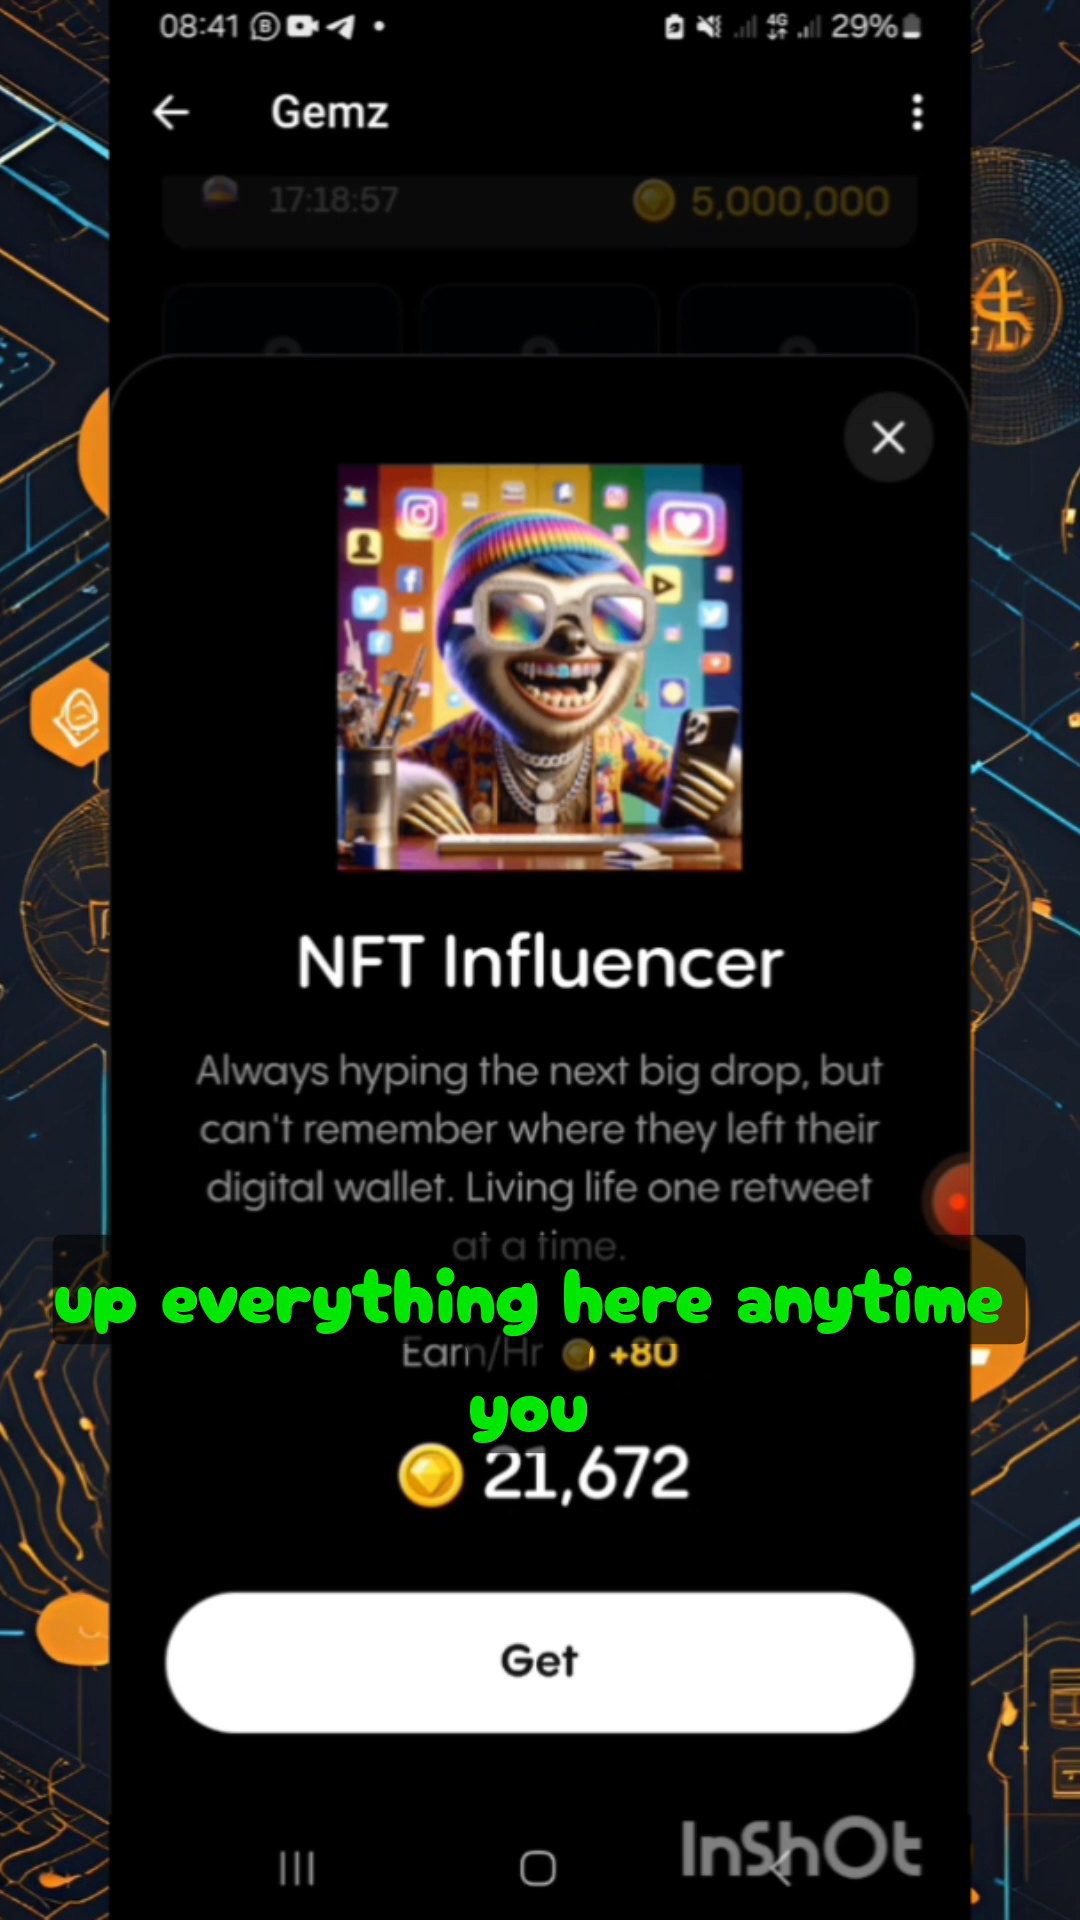 08:41
4G
29%
Gemz
17:18:57
5,000,000
NFT Influencer
Always hyping the next big drop, but
can't remember where they left their
digital wallet. Living life one retweet
at a time.
up everything here anytime
Earn/Hr +80
you
21,672
Get
InShOt